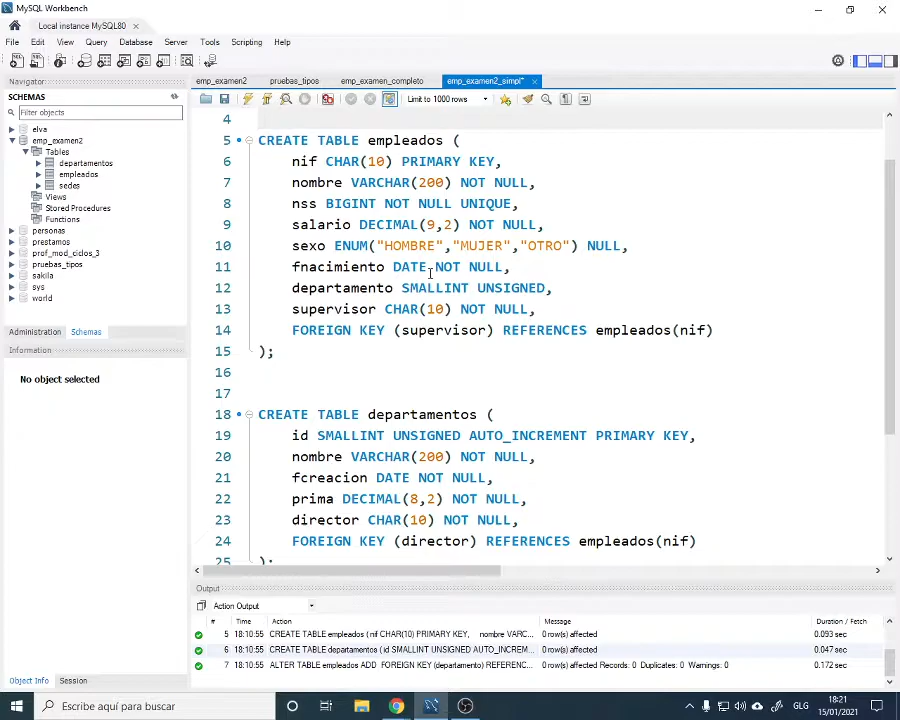 MySQL Workbench
Local instance MySQL80 ×
File Edit View Query Database Server Tools Scripting Help
Navigator
SCHEMAS
Filter objects
elva
emp_examen2
Tables
departamentos
empleados
sedes
Views
Stored Procedures
Functions
personas
prestamos
prof_mod_ciclos_3
pruebas_tipos
sakila
sys
world
Administration Schemas
Information
No object selected
Object Info Session
emp_examen2 pruebas_tipos emp_examen_completo emp_examen2_simpl* ×
Limit to 1000 rows
4
5 CREATE TABLE empleados (
6 nif CHAR(10) PRIMARY KEY,
7 nombre VARCHAR(200) NOT NULL,
8 nss BIGINT NOT NULL UNIQUE,
9 salario DECIMAL(9,2) NOT NULL,
10 sexo ENUM("HOMBRE","MUJER","OTRO") NULL,
11 fnacimiento DATE NOT NULL,
12 departamento SMALLINT UNSIGNED,
13 supervisor CHAR(10) NOT NULL,
14 FOREIGN KEY (supervisor) REFERENCES empleados(nif)
15 );
16
17
18 CREATE TABLE departamentos (
19 id SMALLINT UNSIGNED AUTO_INCREMENT PRIMARY KEY,
20 nombre VARCHAR(200) NOT NULL,
21 fcreacion DATE NOT NULL,
22 prima DECIMAL(8,2) NOT NULL,
23 director CHAR(10) NOT NULL,
24 FOREIGN KEY (director) REFERENCES empleados(nif)
25 );
Output
Action Output
# Time Action Message Duration / Fetch
5 18:10:55 CREATE TABLE empleados ( nif CHAR(10) PRIMARY KEY, nombre VARC... 0 row(s) affected 0.093 sec
6 18:10:55 CREATE TABLE departamentos ( id SMALLINT UNSIGNED AUTO_INCREM... 0 row(s) affected 0.047 sec
7 18:10:55 ALTER TABLE empleados ADD FOREIGN KEY (departamento) REFERENC... 0 row(s) affected Records: 0 Duplicates: 0 Warnings: 0 0.172 sec
Escribe aquí para buscar
GLG
18:21
15/01/2021